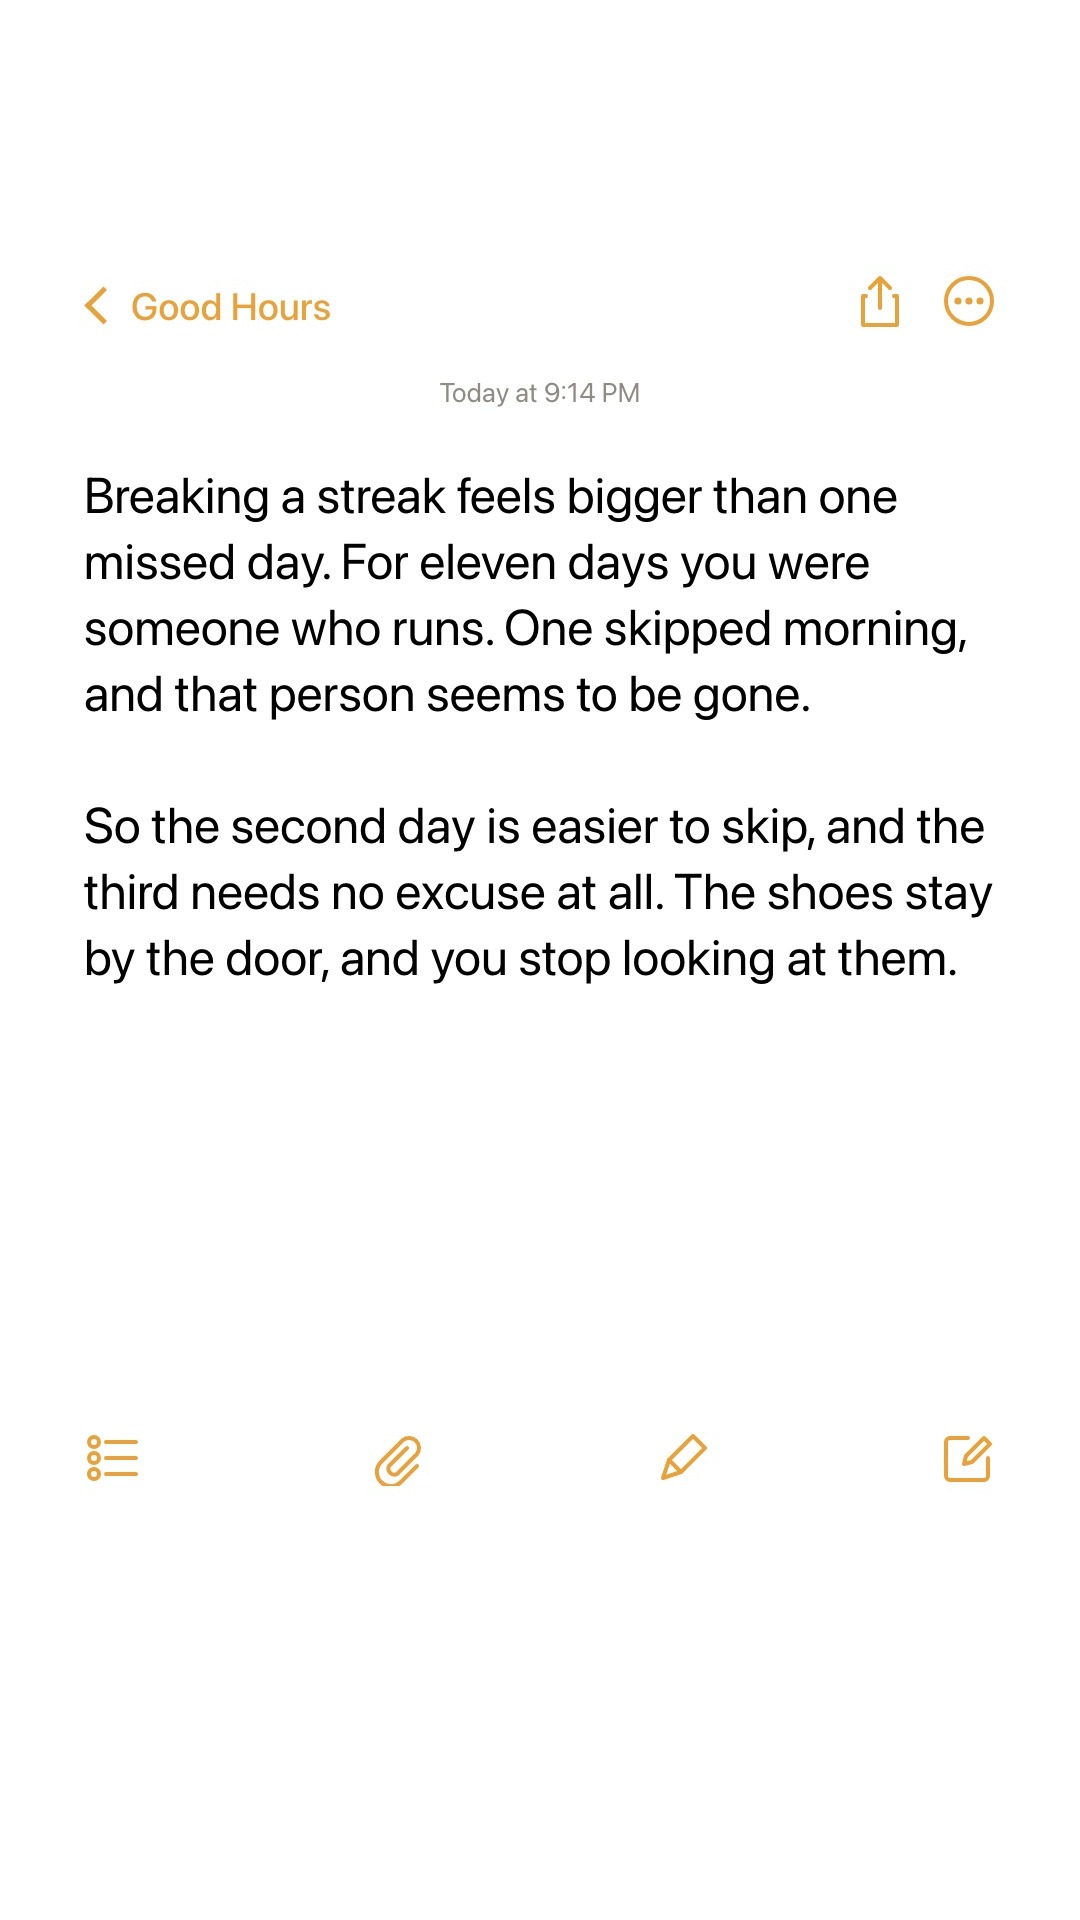 Good Hours
Today at 9:14 PM
Breaking a streak feels bigger than one
missed day. For eleven days you were
someone who runs. One skipped morning,
and that person seems to be gone.
So the second day is easier to skip, and the
third needs no excuse at all. The shoes stay
by the door, and you stop looking at them.